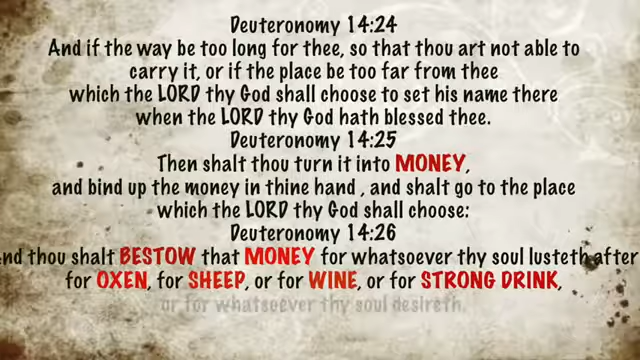 Deuteronomy 14:24
And if the way be too long for thee, so that thou art not able to
carry it, or if the place be too far from thee
which the LORD thy God shall choose to set his name there
when the LORD thy God hath blessed thee.
Deuteronomy 14:25
Then shalt thou turn it into MONEY,
and bind up the money in thine hand , and shalt go to the place
which the LORD thy God shall choose:
Deuteronomy 14:26
nd thou shalt BESTOW that MONEY for whatsoever thy soul lusteth after
for OXEN, for SHEEP, or for WINE, or for STRONG DRINK,
or for whatsoever thy soul desireth.